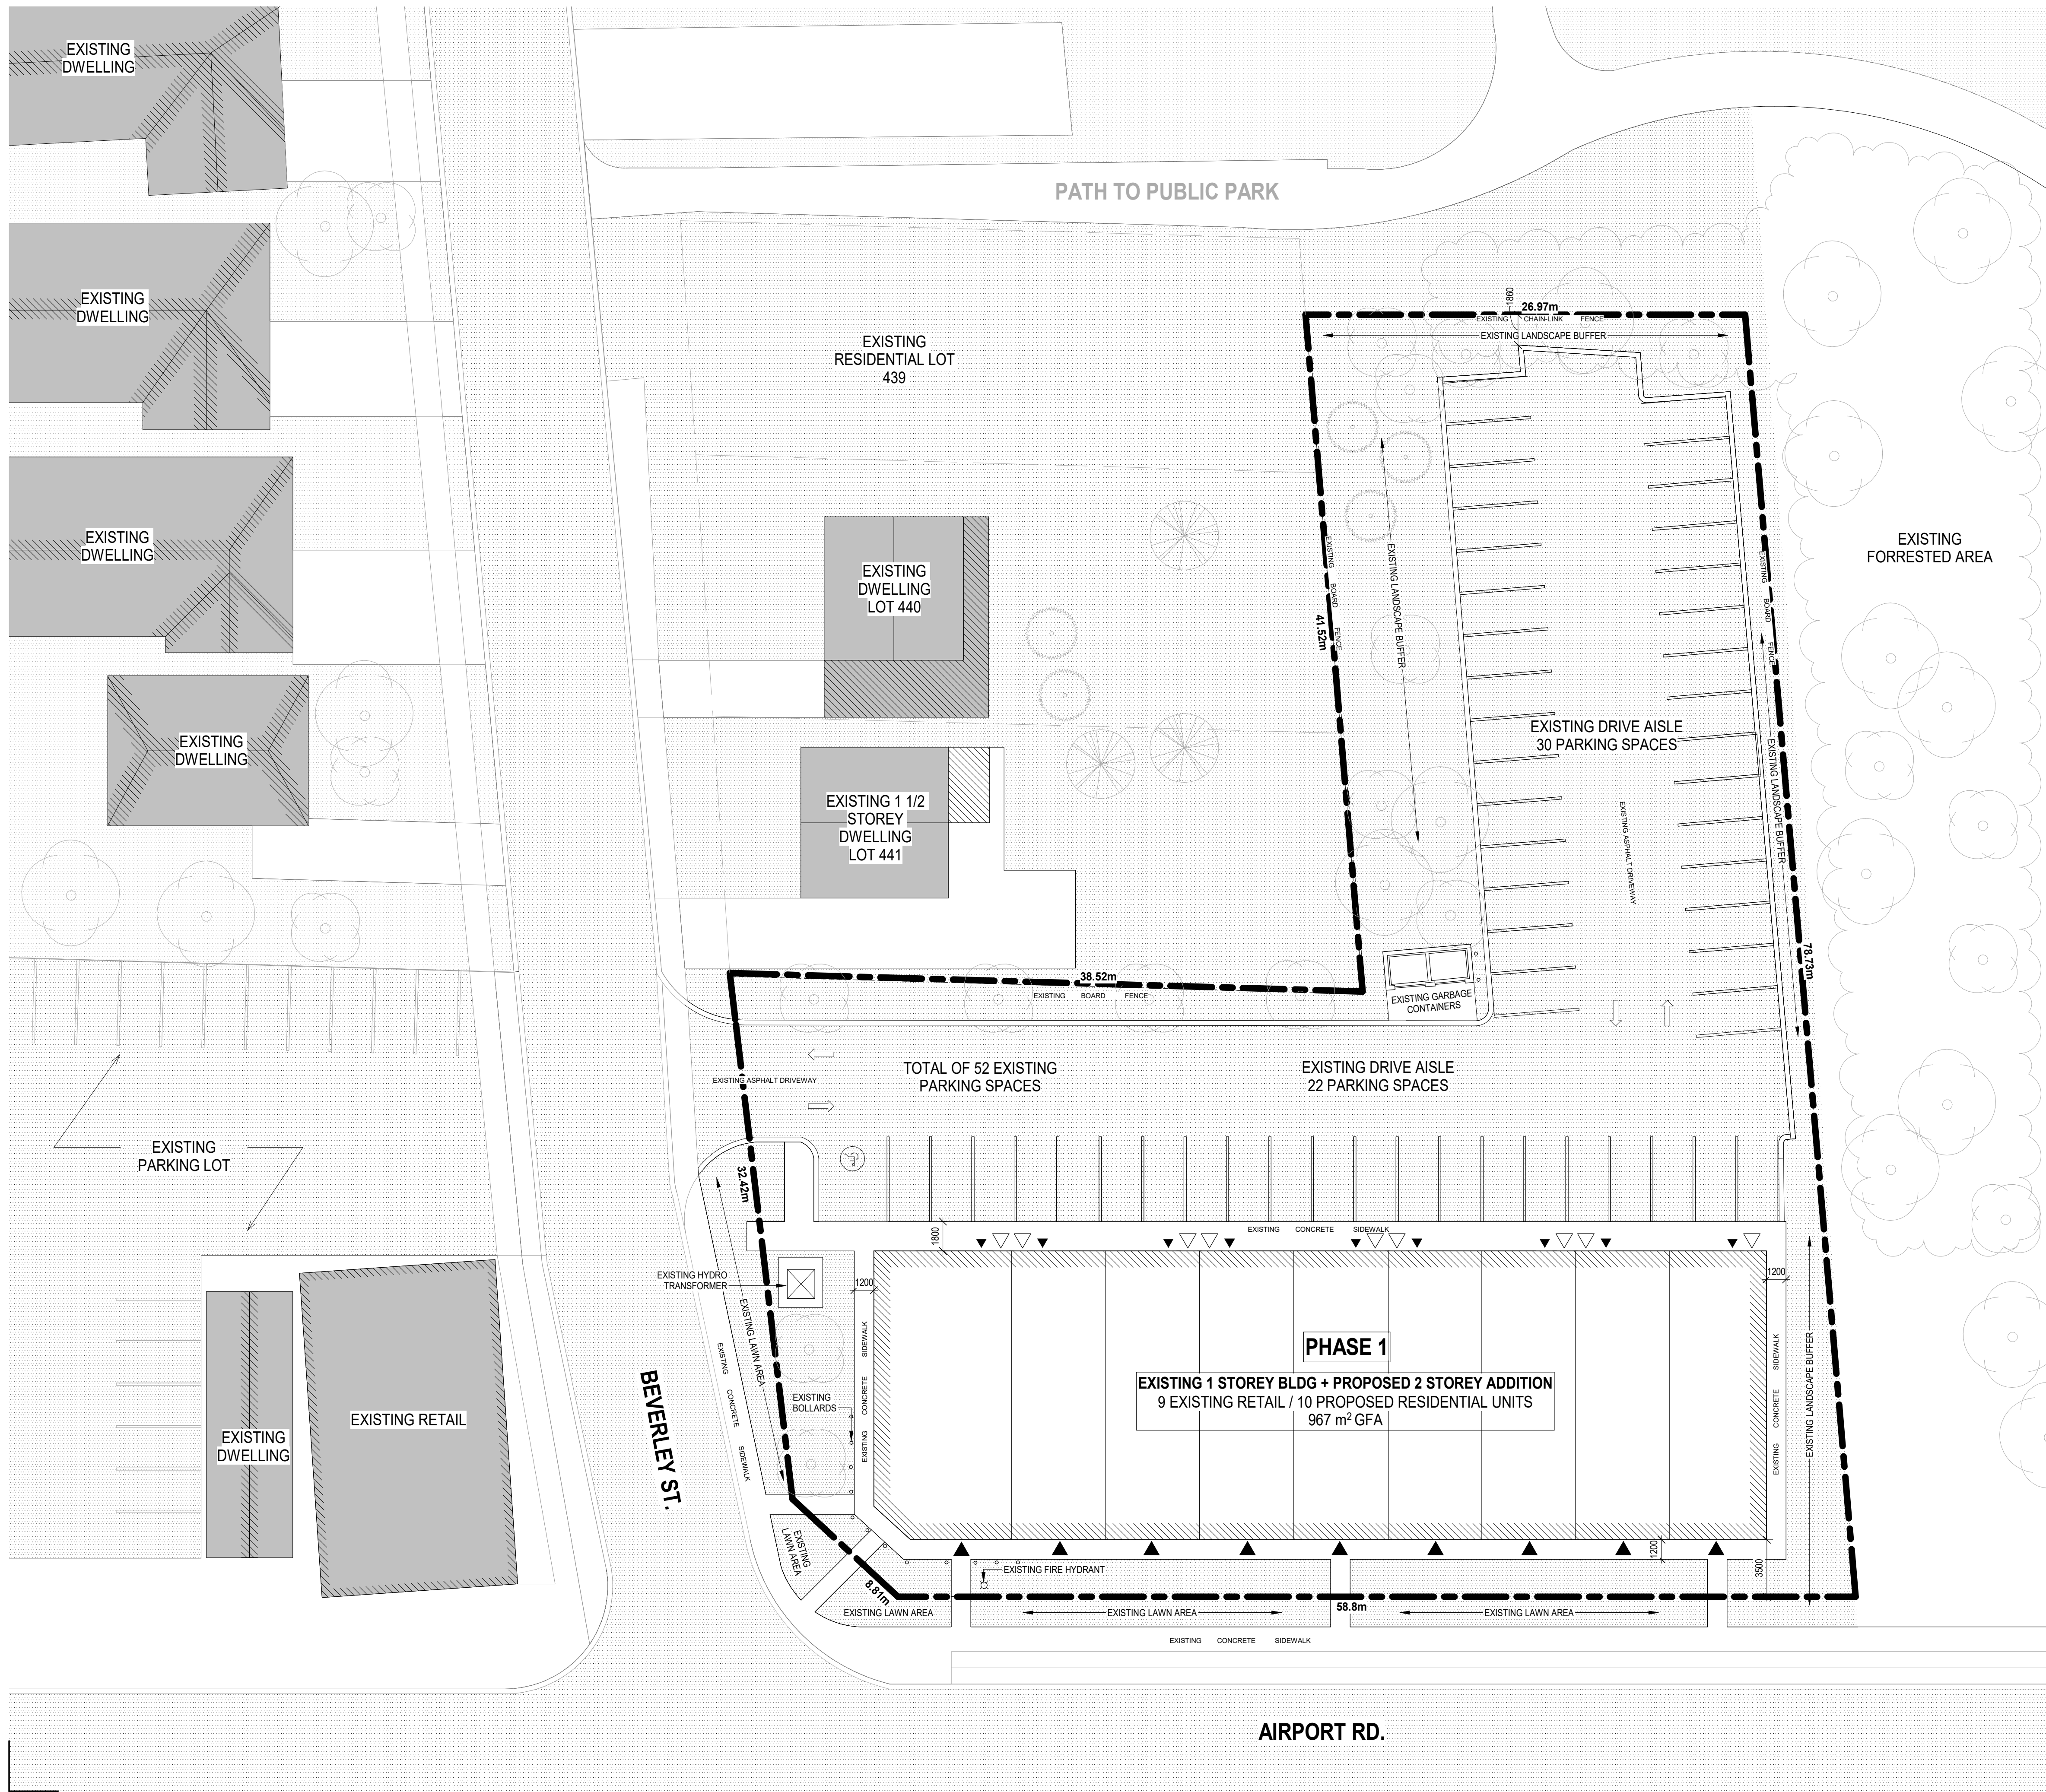 EXISTING
DWELLING
PATH TO PUBLIC PARK
EXISTING
DWELLING
1860
26.97m
EXISTING CHAIN-LINK FENCE
EXISTING LANDSCAPE BUFFER
EXISTING
RESIDENTIAL LOT
439
EXISTING
DWELLING
EXISTING
DWELLING
LOT 440
EXISTING BOARD FENCE
41.52m
EXISTING LANDSCAPE BUFFER
EXISTING BOARD FENCE
EXISTING
FORRESTED AREA
EXISTING
DWELLING
EXISTING DRIVE AISLE
30 PARKING SPACES
EXISTING LANDSCAPE BUFFER
EXISTING 1 1/2
STOREY
DWELLING
LOT 441
EXISTING ASPHALT DRIVEWAY
78.73m
38.52m
EXISTING BOARD FENCE
EXISTING GARBAGE
CONTAINERS
TOTAL OF 52 EXISTING
PARKING SPACES
EXISTING DRIVE AISLE
22 PARKING SPACES
EXISTING ASPHALT DRIVEWAY
EXISTING
PARKING LOT
32.42m
1800
EXISTING CONCRETE SIDEWALK
EXISTING HYDRO
TRANSFORMER
1200
1200
EXISTING LAWN AREA
EXISTING CONCRETE SIDEWALK
EXISTING CONCRETE SIDEWALK
EXISTING
BOLLARDS
PHASE 1
EXISTING 1 STOREY BLDG + PROPOSED 2 STOREY ADDITION
9 EXISTING RETAIL / 10 PROPOSED RESIDENTIAL UNITS
967 m² GFA
EXISTING CONCRETE SIDEWALK
EXISTING LANDSCAPE BUFFER
EXISTING RETAIL
EXISTING
DWELLING
BEVERLEY ST.
EXISTING
LAWN AREA
1200
3500
EXISTING FIRE HYDRANT
8.81m
58.8m
EXISTING LAWN AREA
EXISTING LAWN AREA
EXISTING LAWN AREA
EXISTING CONCRETE SIDEWALK
AIRPORT RD.